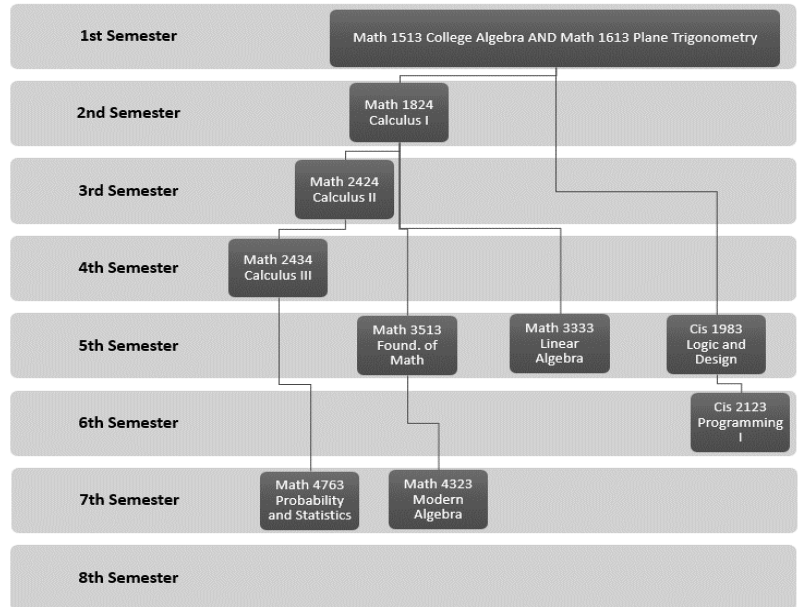 1st Semester
Math 1513 College Algebra AND Math 1613 Plane Trigonometry
2nd Semester
Math 1824
Calculus I
3rd Semester
Math 2424
Calculus II
4th Semester
Math 2434
Calculus III
5th Semester
Math 3513
Found. of
Math
Math 3333
Linear
Algebra
Cis 1983
Logic and
Design
6th Semester
Cis 2123
Programming
I
7th Semester
Math 4763
Probability
and Statistics
Math 4323
Modern
Algebra
8th Semester